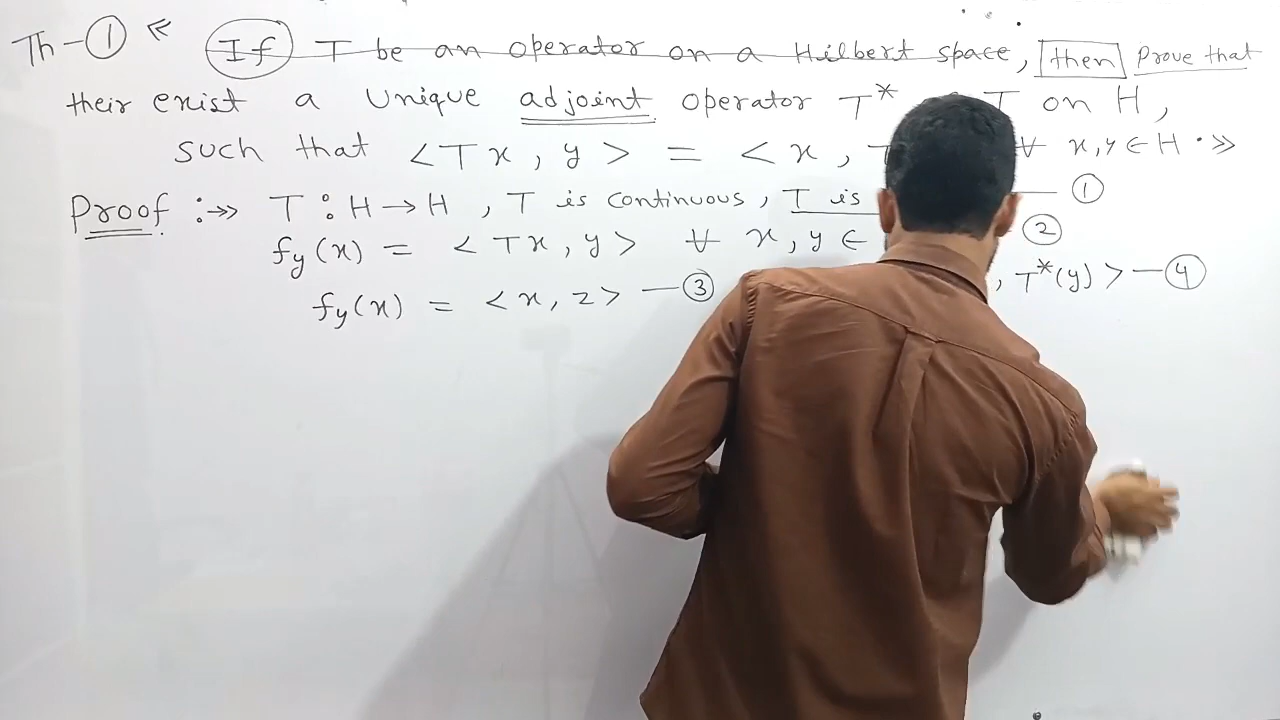 Th-① « If T be an operator on a Hilbert space, then prove that
their exist a unique adjoint operator T* T on H,
such that <Tx, y> = <x, ∀ x,y ∈ H. »
Proof :→» T : H → H, T is continuous, T is — ①
fy(x) = <Tx, y> ∀ x, y ∈ ②
fy(x) = <x, z> — ③ , T*(y)> — ④